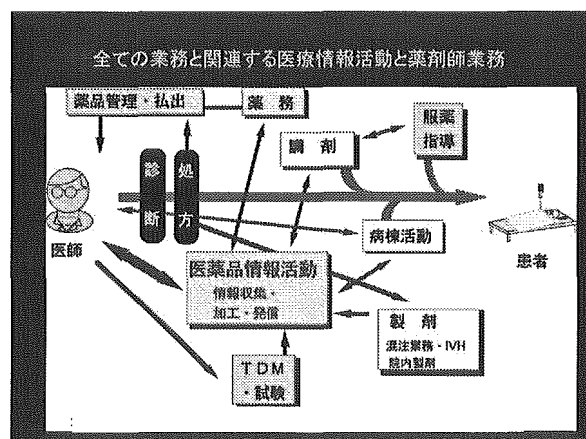 全ての業務と関連する医療情報活動と薬剤師業務
薬品管理・払出
薬 務
調 剤
服薬
指導
診断
処方
医師
病棟活動
患者
医薬品情報活動
情報収集・
加工・発信
製 剤
混注業務・IVH
院内製剤
TDM
・試験